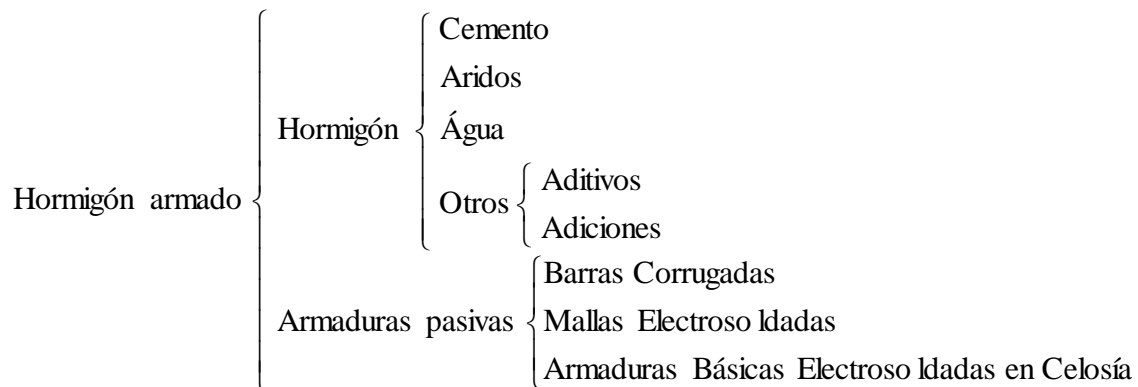 Hormigón armado
Hormigón
Cemento
Aridos
Água
Otros
Aditivos
Adiciones
Armaduras pasivas
Barras Corrugadas
Mallas Electroso ldadas
Armaduras Básicas Electroso ldadas en Celosía